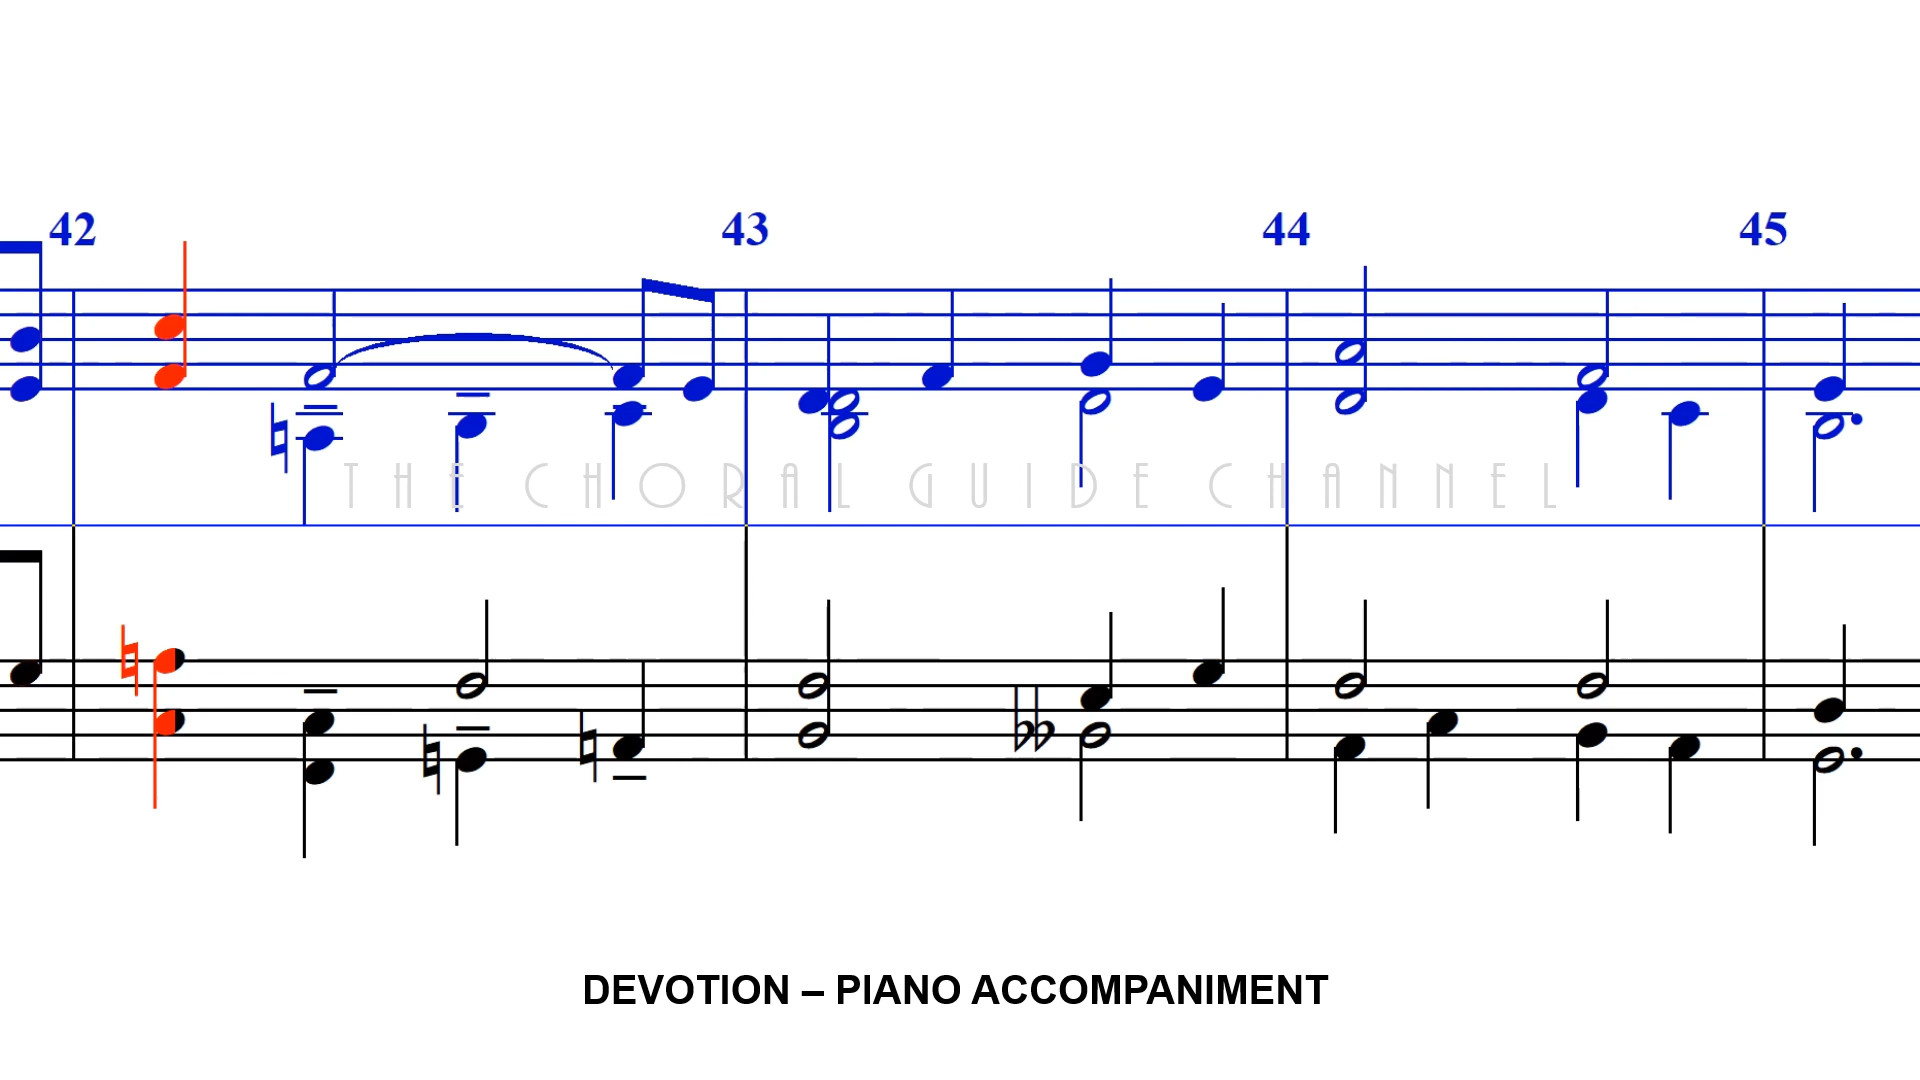 42 43 44 45
THE CHORAL GUIDE CHANNEL
DEVOTION – PIANO ACCOMPANIMENT